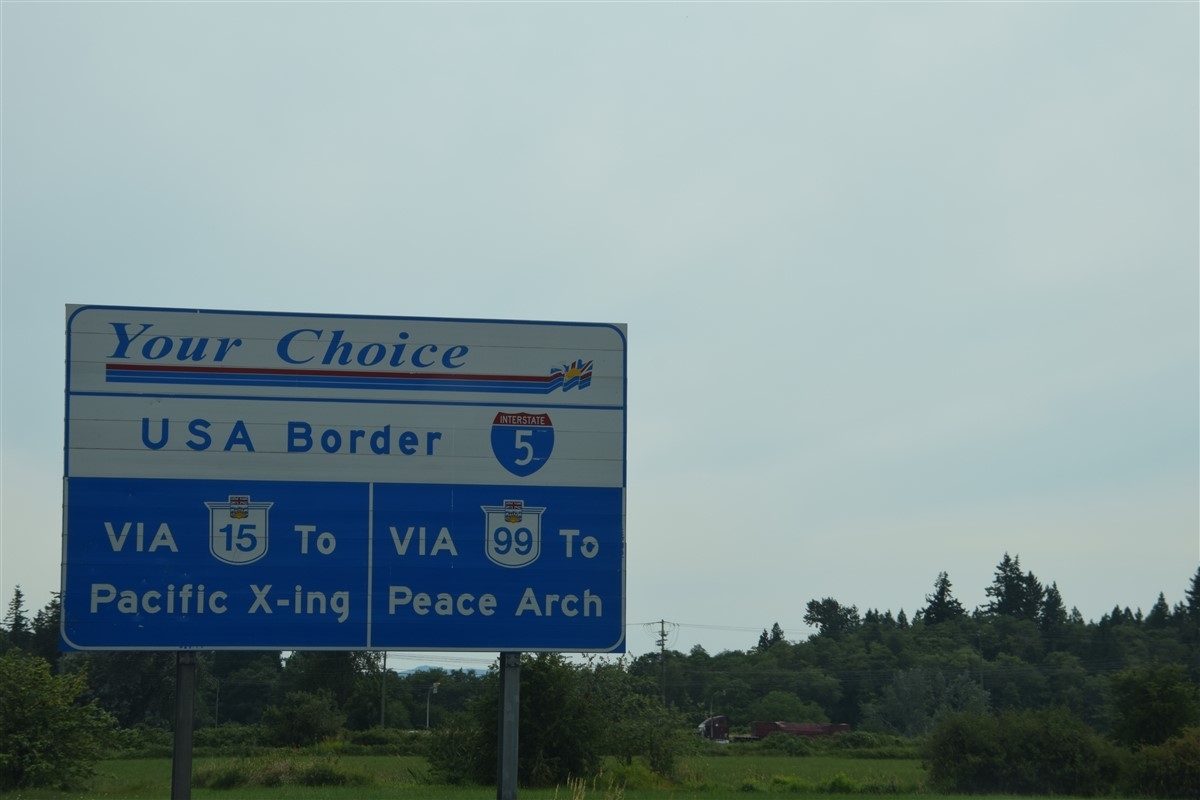 Your Choice
USA Border INTERSTATE 5
VIA 15 To
Pacific X-ing
VIA 99 To
Peace Arch